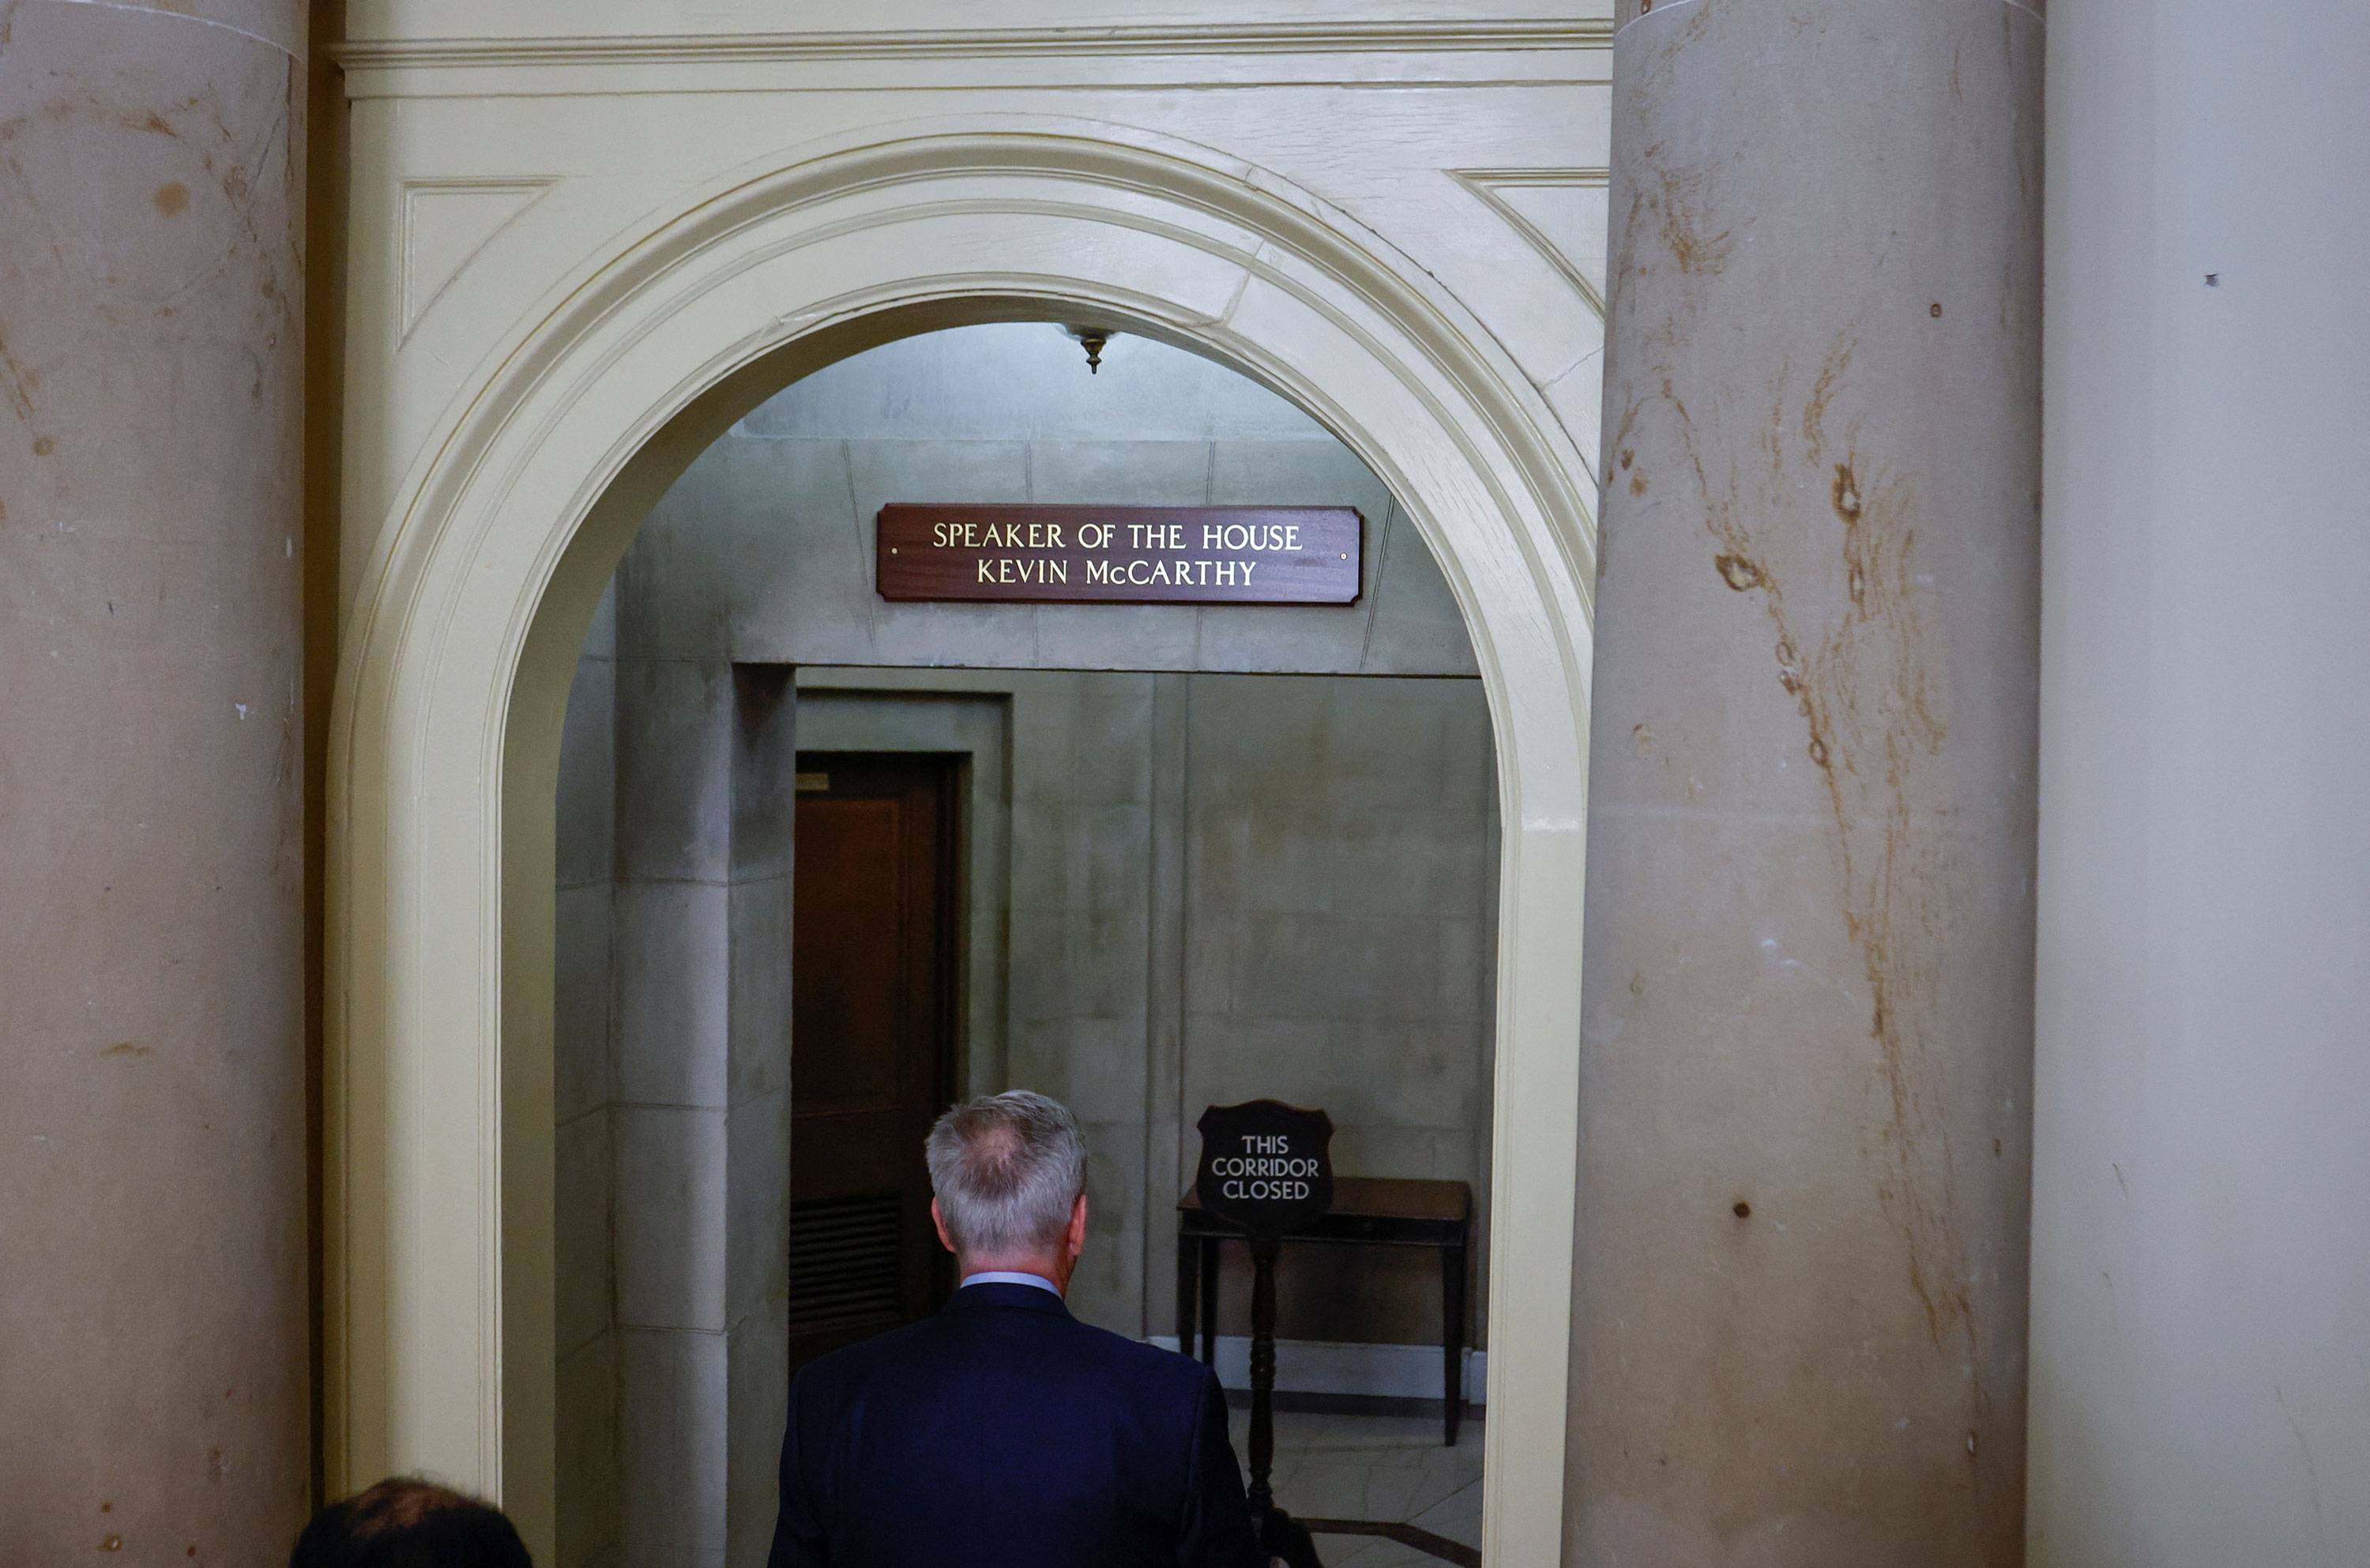 SPEAKER OF THE HOUSE
KEVIN McCARTHY
THIS
CORRIDOR
CLOSED